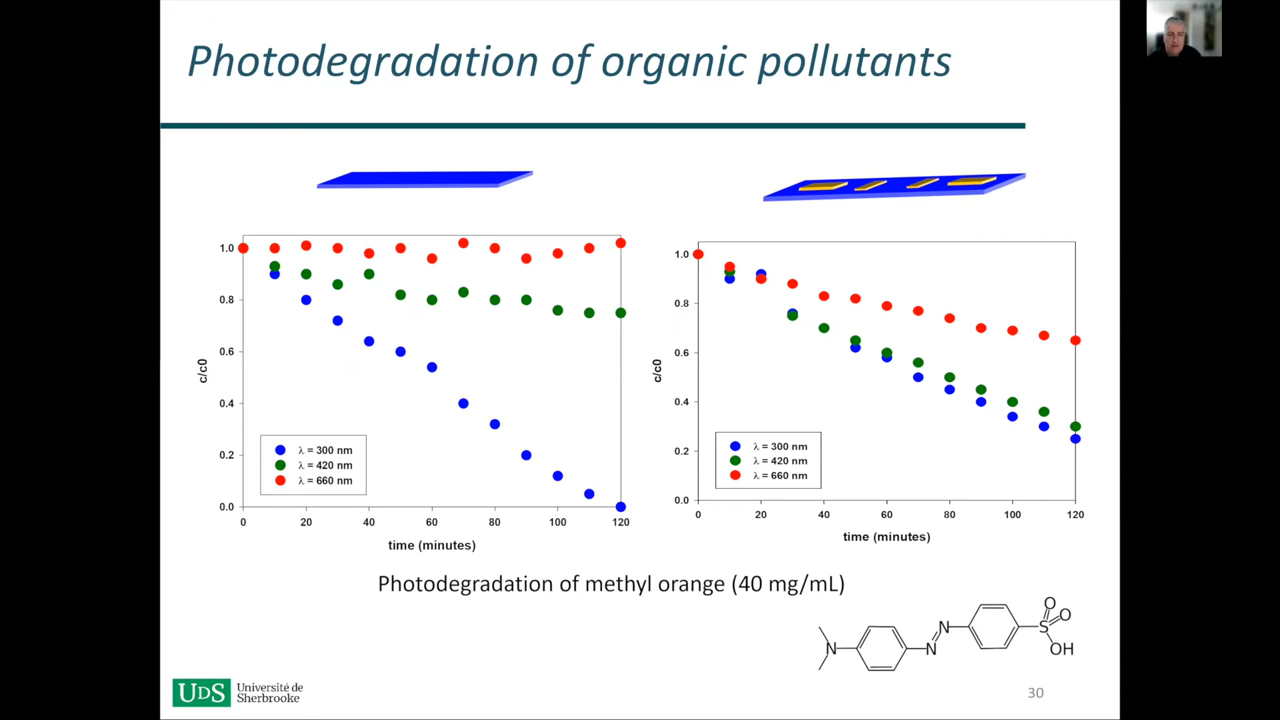 Photodegradation of organic pollutants
1.0
0.8
0.6
0.4
0.2
0.0
c/c0
λ = 300 nm
λ = 420 nm
λ = 660 nm
0 20 40 60 80 100 120
time (minutes)
1.0
0.8
0.6
0.4
0.2
0.0
c/c0
λ = 300 nm
λ = 420 nm
λ = 660 nm
0 20 40 60 80 100 120
time (minutes)
Photodegradation of methyl orange (40 mg/mL)
N
N
N
O
O
S
OH
UDS Université de
Sherbrooke
30